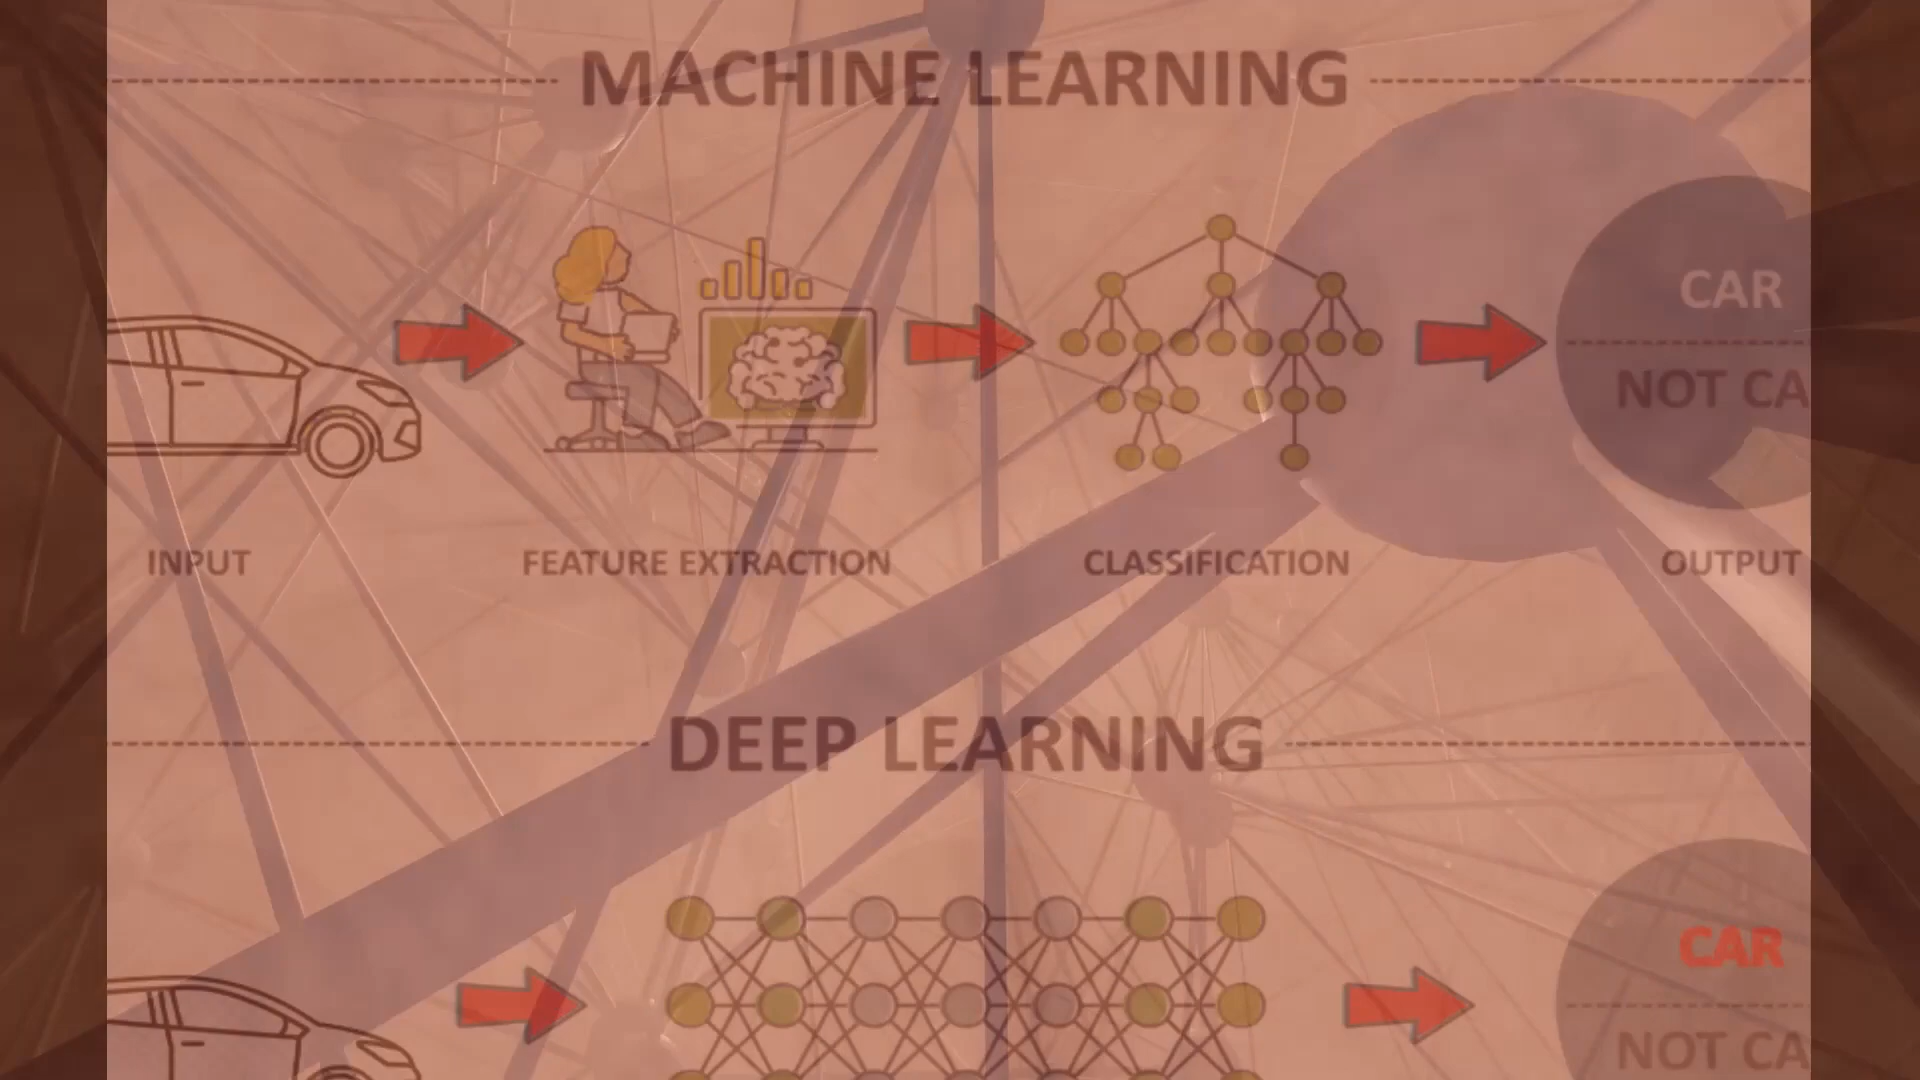 MACHINE LEARNING
CAR
NOT CA
INPUT
FEATURE EXTRACTION
CLASSIFICATION
OUTPUT
DEEP LEARNING
CAR
NOT CA